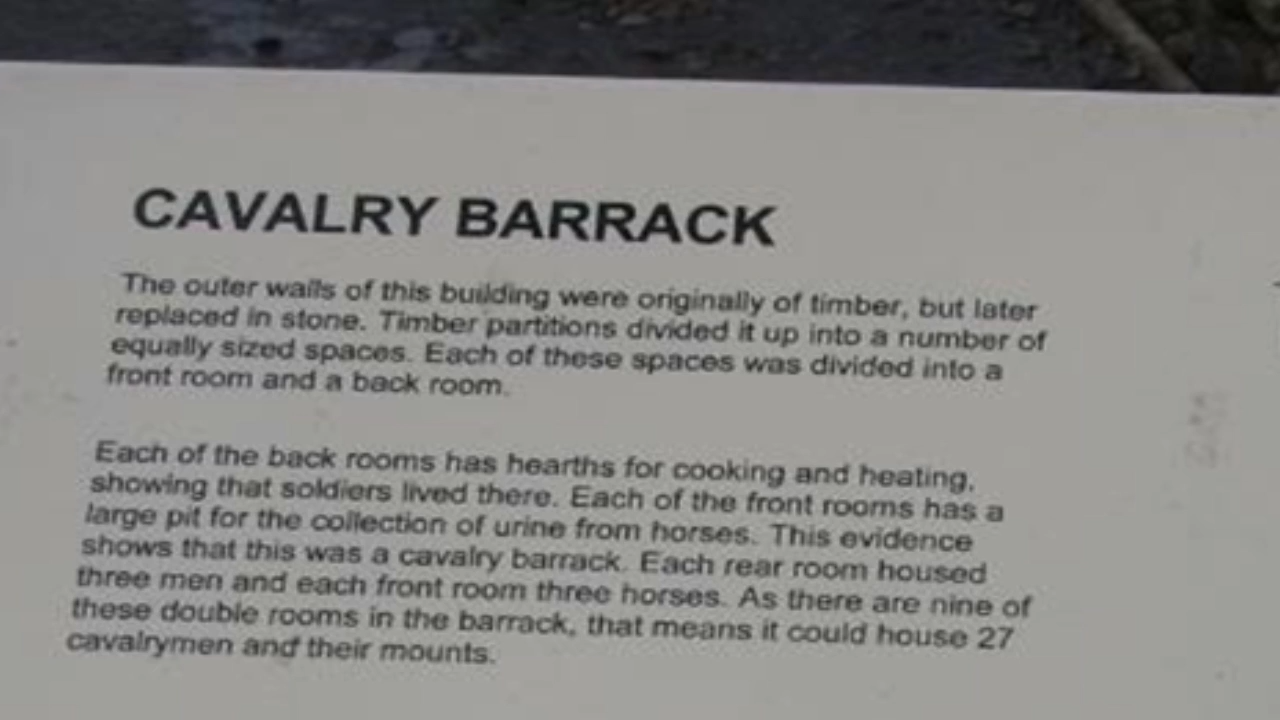 CAVALRY BARRACK
The outer walls of this building were originally of timber, but later
replaced in stone. Timber partitions divided it up into a number of
equally sized spaces. Each of these spaces was divided into a
front room and a back room.
Each of the back rooms has hearths for cooking and heating,
showing that soldiers lived there. Each of the front rooms has a
large pit for the collection of urine from horses. This evidence
shows that this was a cavalry barrack. Each rear room housed
three men and each front room three horses. As there are nine of
these double rooms in the barrack, that means it could house 27
cavalrymen and their mounts.